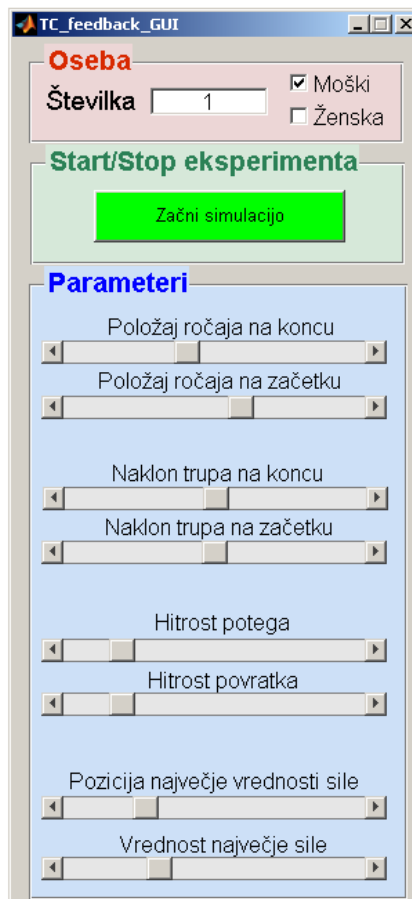 TC_feedback_GUI
Oseba
Številka 1
Moški
Ženska
Start/Stop eksperimenta
Začni simulacijo
Parameteri
Položaj ročaja na koncu
Položaj ročaja na začetku
Naklon trupa na koncu
Naklon trupa na začetku
Hitrost potega
Hitrost povratka
Pozicija največje vrednosti sile
Vrednost največje sile